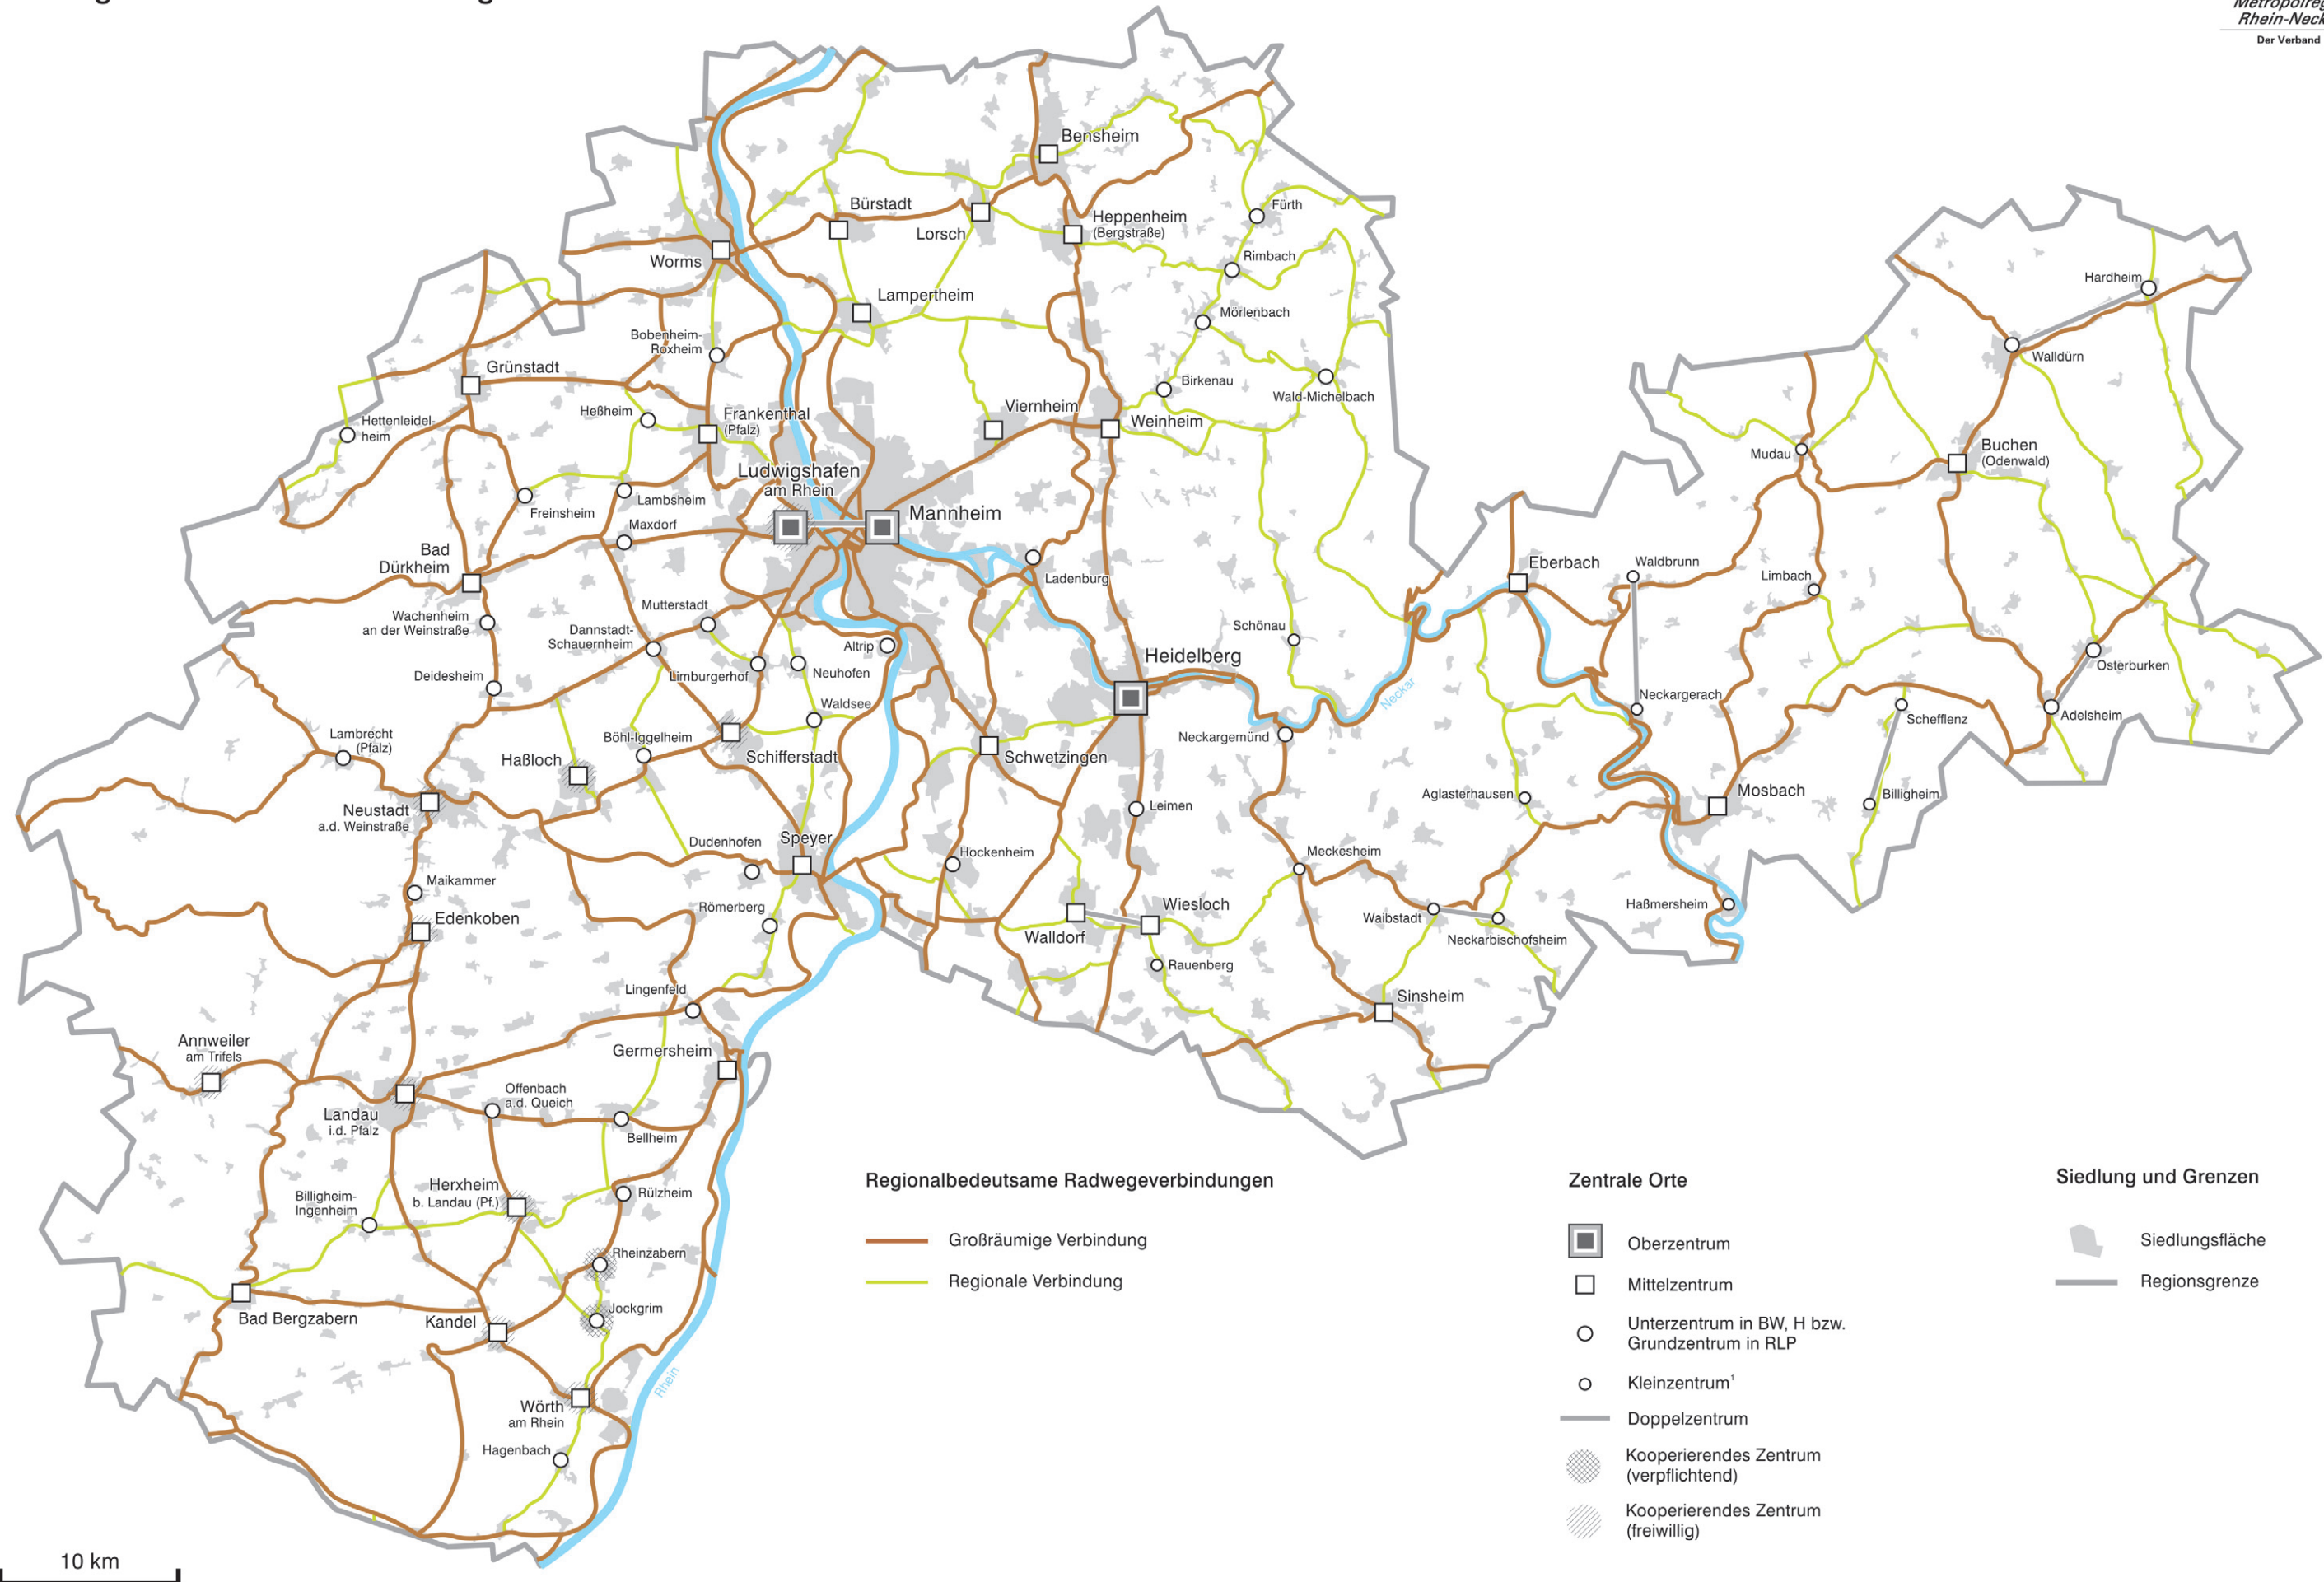 Metropolreg
Rhein-Neck
Der Verband
Bensheim
Bürstadt
Lorsch
Heppenheim
(Bergstraße)
Fürth
Rimbach
Worms
Lampertheim
Mörlenbach
Bobenheim-
Roxheim
Grünstadt
Birkenau
Wald-Michelbach
Hettenleidel-
heim
Heßheim
Frankenthal
(Pfalz)
Viernheim
Weinheim
Hardheim
Walldürn
Mudau
Buchen
(Odenwald)
Ludwigshafen
am Rhein
Mannheim
Lambsheim
Freinsheim
Maxdorf
Bad
Dürkheim
Ladenburg
Eberbach
Waldbrunn
Limbach
Wachenheim
an der Weinstraße
Mutterstadt
Dannstadt-
Schauernheim
Altrip
Schönau
Heidelberg
Osterburken
Deidesheim
Limburgerhof
Neuhofen
Waldsee
Neckar
Neckargerach
Schefflenz
Adelsheim
Lambrecht
(Pfalz)
Böhl-Iggelheim
Haßloch
Schifferstadt
Schwetzingen
Neckargemünd
Neustadt
a.d. Weinstraße
Leimen
Aglasterhausen
Mosbach
Billigheim
Dudenhofen
Speyer
Hockenheim
Meckesheim
Maikammer
Edenkoben
Römerberg
Walldorf
Wiesloch
Waibstadt
Neckarbischofsheim
Haßmersheim
Rauenberg
Lingenfeld
Sinsheim
Annweiler
am Trifels
Germersheim
Landau
i.d. Pfalz
Offenbach
a.d. Queich
Bellheim
Herxheim
b. Landau (Pf.)
Rülzheim
Billigheim-
Ingenheim
Rheinzabern
Jockgrim
Bad Bergzabern
Kandel
Rhein
Wörth
am Rhein
Hagenbach
10 km
Regionalbedeutsame Radwegeverbindungen
Großräumige Verbindung
Regionale Verbindung
Zentrale Orte
Oberzentrum
Mittelzentrum
Unterzentrum in BW, H bzw.
Grundzentrum in RLP
Kleinzentrum¹
Doppelzentrum
Kooperierendes Zentrum
(verpflichtend)
Kooperierendes Zentrum
(freiwillig)
Siedlung und Grenzen
Siedlungsfläche
Regionsgrenze